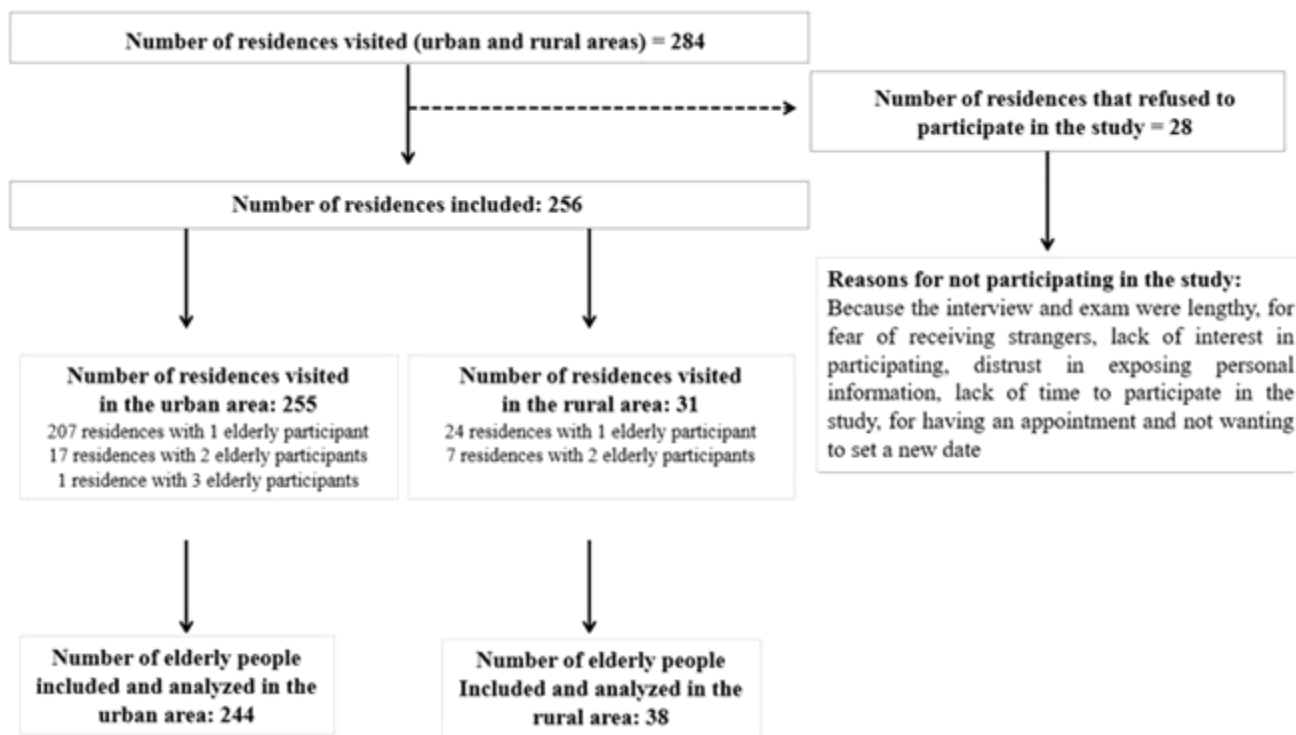 Number of residences visited (urban and rural areas) = 284
Number of residences that refused to
participate in the study = 28
Number of residences included: 256
Reasons for not participating in the study:
Because the interview and exam were lengthy, for
fear of receiving strangers, lack of interest in
participating, distrust in exposing personal
information, lack of time to participate in the
study, for having an appointment and not wanting
to set a new date
Number of residences visited
in the urban area: 255
207 residences with 1 elderly participant
17 residences with 2 elderly participants
1 residence with 3 elderly participants
Number of residences visited
in the rural area: 31
24 residences with 1 elderly participant
7 residences with 2 elderly participants
Number of elderly people
included and analyzed in the
urban area: 244
Number of elderly people
Included and analyzed in the
rural area: 38